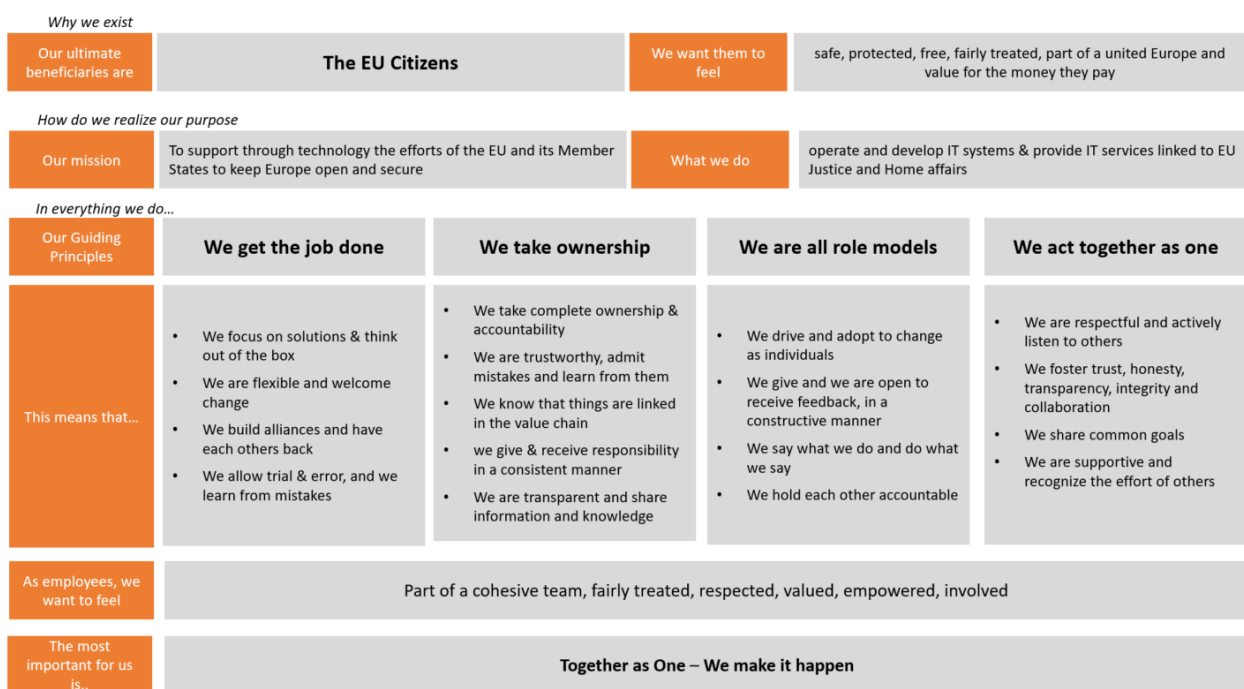 Why we exist
Our ultimate
beneficiaries are
The EU Citizens
We want them to
feel
safe, protected, free, fairly treated, part of a united Europe and
value for the money they pay
How do we realize our purpose
Our mission
To support through technology the efforts of the EU and its Member
States to keep Europe open and secure
What we do
operate and develop IT systems & provide IT services linked to EU
Justice and Home affairs
In everything we do…
Our Guiding
Principles
We get the job done
We take ownership
We are all role models
We act together as one
This means that…
• We focus on solutions & think
out of the box
• We are flexible and welcome
change
• We build alliances and have
each others back
• We allow trial & error, and we
learn from mistakes
• We take complete ownership &
accountability
• We are trustworthy, admit
mistakes and learn from them
• We know that things are linked
in the value chain
• we give & receive responsibility
in a consistent manner
• We are transparent and share
information and knowledge
• We drive and adopt to change
as individuals
• We give and we are open to
receive feedback, in a
constructive manner
• We say what we do and do what
we say
• We hold each other accountable
• We are respectful and actively
listen to others
• We foster trust, honesty,
transparency, integrity and
collaboration
• We share common goals
• We are supportive and
recognize the effort of others
As employees, we
want to feel
Part of a cohesive team, fairly treated, respected, valued, empowered, involved
The most
important for us
is..
Together as One – We make it happen